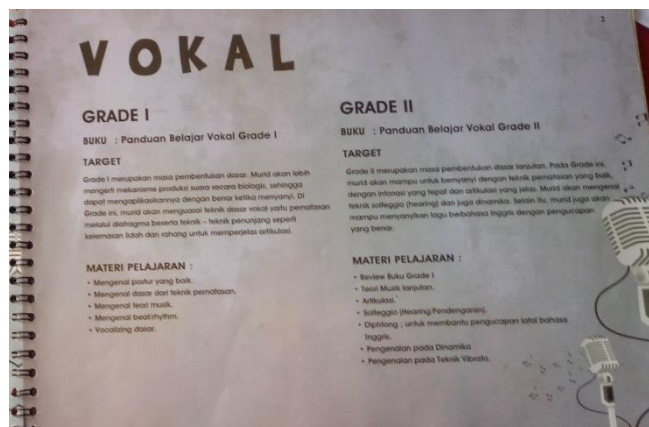 2
VOKAL
GRADE I
BUKU : Panduan Belajar Vokal Grade I
TARGET
Grade I merupakan masa pembentukan dasar. Murid akan lebih
mengerti mekanisme produksi suara secara biologis, sehingga
dapat mengaplikasikannya dengan benar ketika menyanyi. Di
Grade ini, murid akan menguasai teknik dasar vokal yaitu pernafasan
melalui diafragma beserta teknik - teknik penunjang seperti
kelemasan lidah dan rahang untuk memperjelas artikulasi.
MATERI PELAJARAN :
• Mengenal postur yang baik.
• Mengenal dasar dari teknik pernafasan.
• Mengenal teori musik.
• Mengenal beat/rhythm.
• Vocalizing dasar.
GRADE II
BUKU : Panduan Belajar Vokal Grade II
TARGET
Grade II merupakan masa pembentukan dasar lanjutan. Pada Grade ini,
murid akan mampu untuk bernyanyi dengan teknik pernafasan yang baik,
dengan intonasi yang tepat dan artikulasi yang jelas. Murid akan mengenal
teknik solfeggio (hearing) dan juga dinamika. Selain itu, murid juga akan
mampu menyanyikan lagu berbahasa Inggris dengan pengucapan
yang benar.
MATERI PELAJARAN :
• Review Buku Grade I
• Teori Musik lanjutan.
• Artikulasi.
• Solfeggio (Hearing/Pendengaran).
• Diphtong ; untuk membantu pengucapan lafal bahasa
Inggris.
• Pengenalan pada Dinamika
• Pengenalan pada Teknik Vibrato.